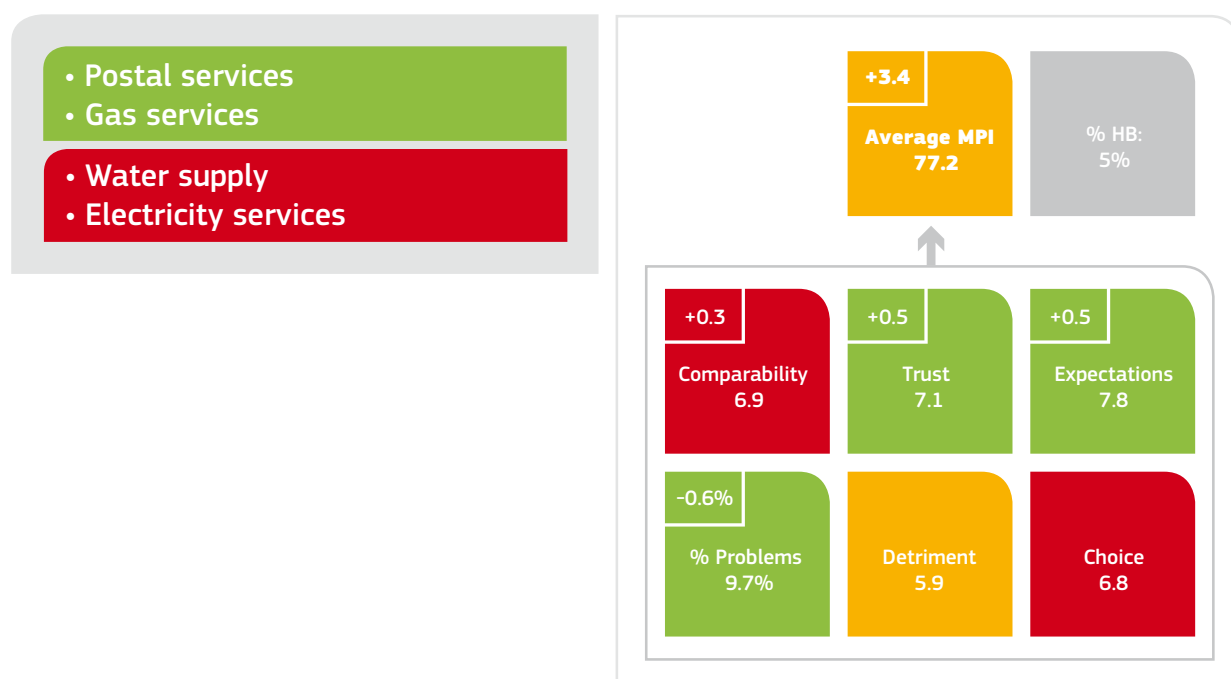 • Postal services
• Gas services
• Water supply
• Electricity services
+3.4
Average MPI
77.2
% HB:
5%
+0.3
Comparability
6.9
+0.5
Trust
7.1
+0.5
Expectations
7.8
-0.6%
% Problems
9.7%
Detriment
5.9
Choice
6.8